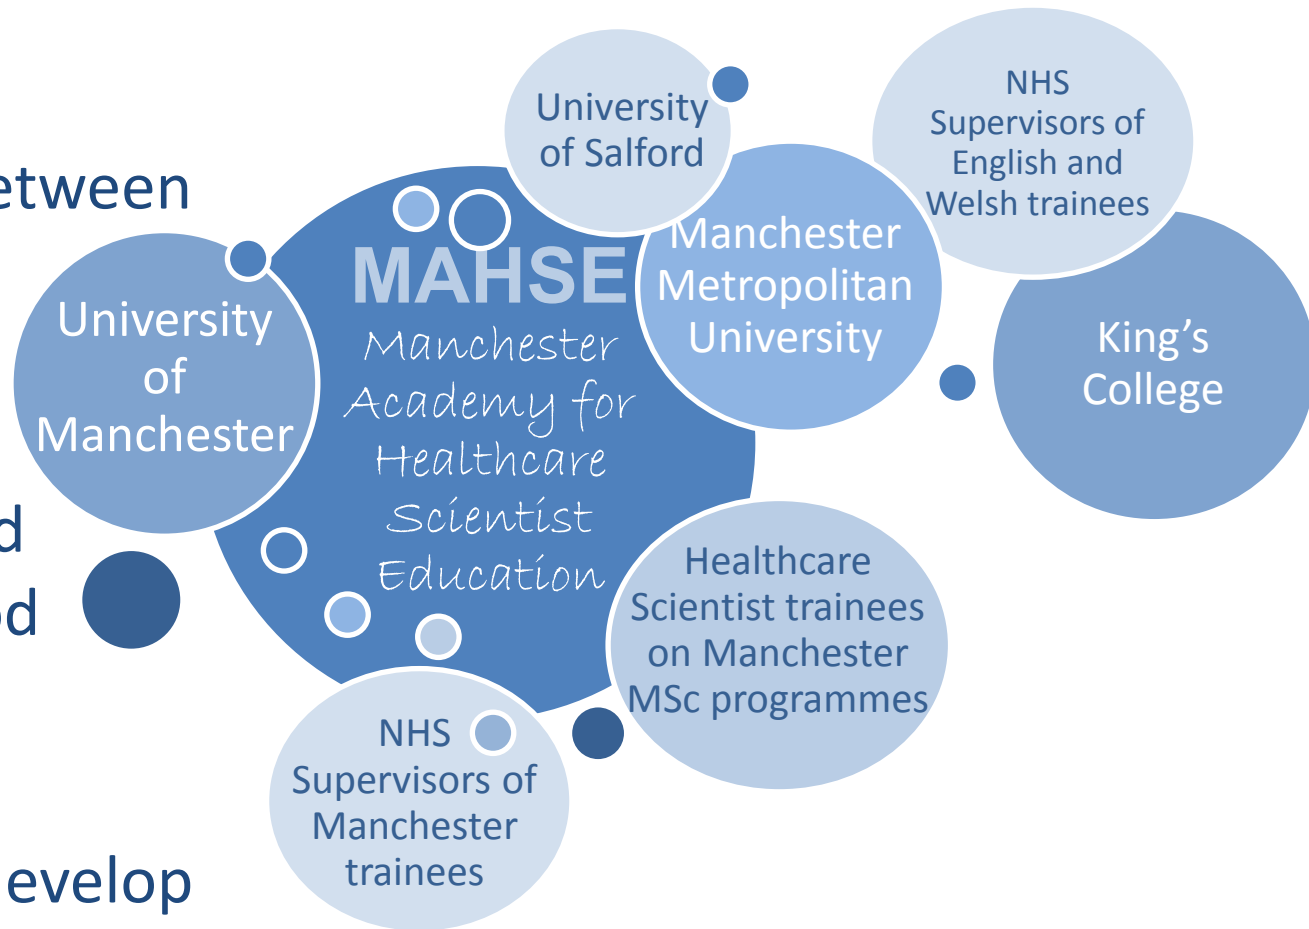 etween
d
od
evelop
University
of Salford
NHS
Supervisors of
English and
Welsh trainees
Manchester
Metropolitan
University
King's
College
University
of
Manchester
MAHSE
Manchester
Academy for
Healthcare
Scientist
Education
Healthcare
Scientist trainees
on Manchester
MSc programmes
NHS
Supervisors of
Manchester
trainees